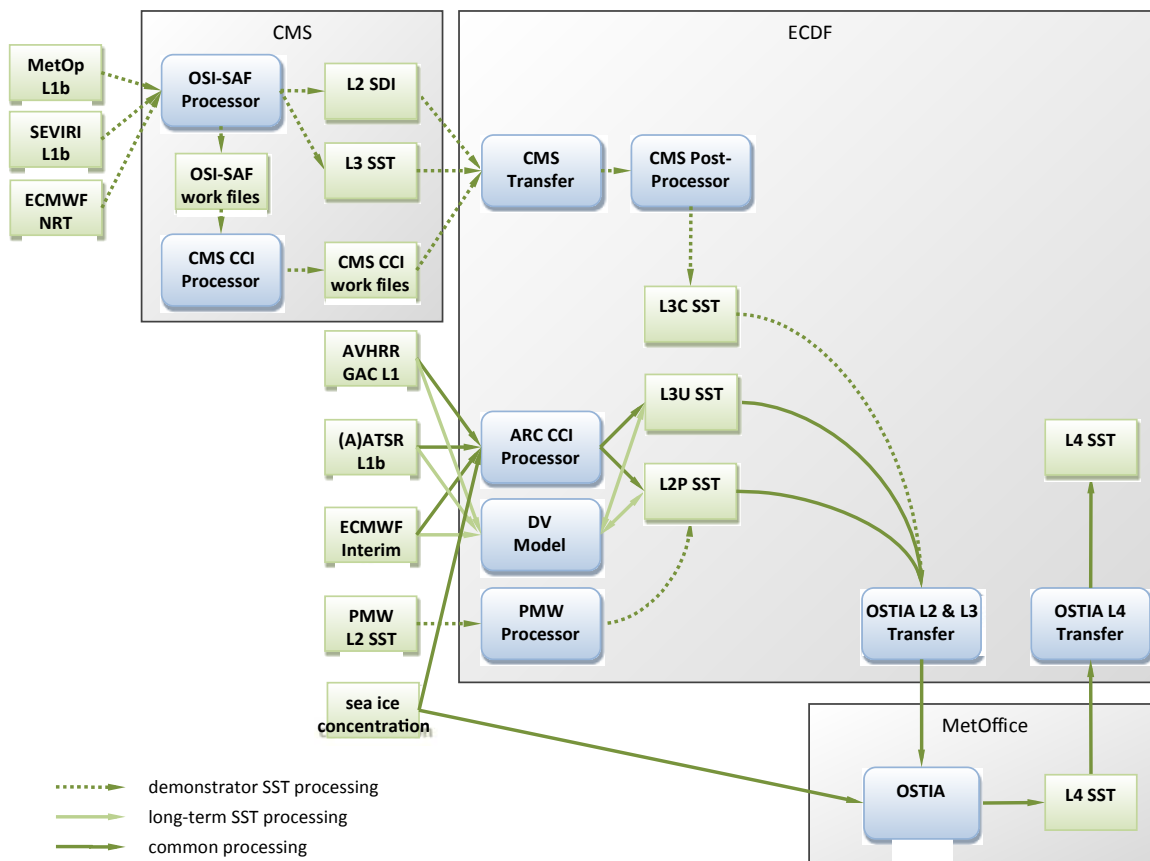 CMS
ECDF
MetOp
L1b
SEVIRI
L1b
ECMWF
NRT
OSI-SAF
Processor
L2 SDI
L3 SST
OSI-SAF
work files
CMS CCI
Processor
CMS CCI
work files
CMS
Transfer
CMS Post-
Processor
L3C SST
AVHRR
GAC L1
(A)ATSR
L1b
ECMWF
Interim
PMW
L2 SST
sea ice
concentration
ARC CCI
Processor
DV
Model
PMW
Processor
L3U SST
L2P SST
L4 SST
OSTIA L2 & L3
Transfer
OSTIA L4
Transfer
MetOffice
OSTIA
L4 SST
demonstrator SST processing
long-term SST processing
common processing